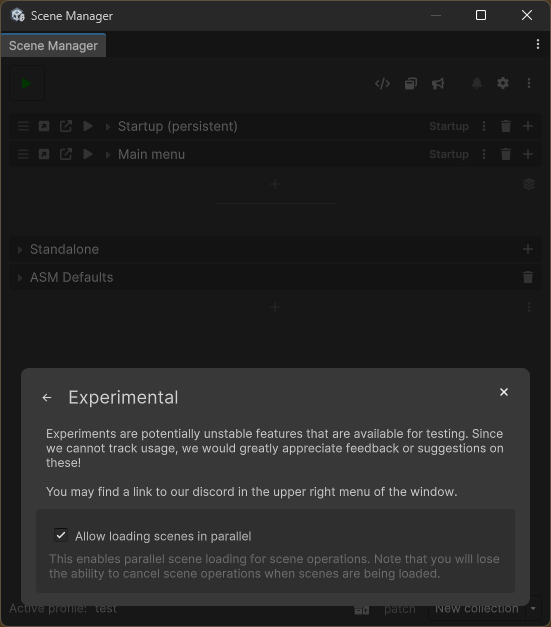 Scene Manager
Scene Manager
Startup (persistent) Startup
Main menu Startup
Standalone
ASM Defaults
Experimental
Experiments are potentially unstable features that are available for testing. Since
we cannot track usage, we would greatly appreciate feedback or suggestions on
these!
You may find a link to our discord in the upper right menu of the window.
Allow loading scenes in parallel
This enables parallel scene loading for scene operations. Note that you will lose
the ability to cancel scene operations when scenes are being loaded.
Active profile: test patch New collection